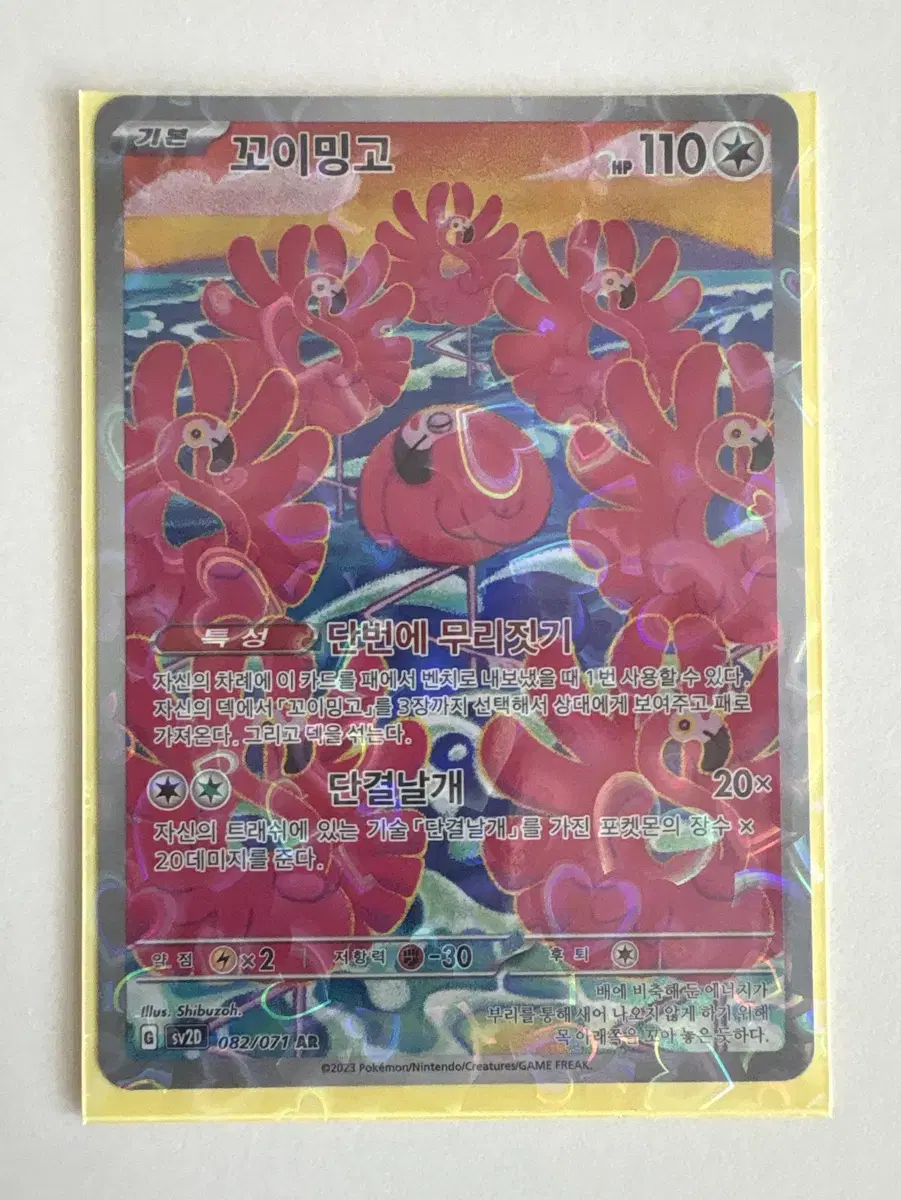 기본 꼬이밍고 HP 110
특성 단번에 무리짓기
자신의 차례에 이 카드를 패에서 벤치로 내보냈을 때 1번 사용할 수 있다.
자신의 덱에서 「꼬이밍고」를 3장까지 선택해서 상대에게 보여주고 패로
가져온다. 그리고 덱을 섞는다.
단결날개 20×
자신의 트래쉬에 있는 기술 「단결날개」를 가진 포켓몬의 장수 ×
20데미지를 준다.
약점 ×2 저항력 -30 후퇴
배에 비축해 둔 에너지가
부리를 통해 새어 나오지 않게 하기 위해
목 아래쪽을 꼬아 놓은 듯하다.
Illus. Shibuzoh.
G sv2D 082/071 AR
©2023 Pokémon/Nintendo/Creatures/GAME FREAK.